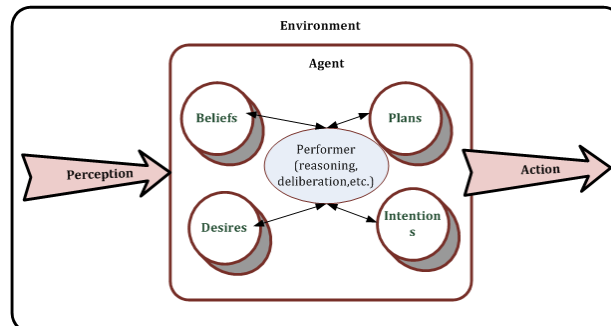 Environment
Agent
Beliefs
Plans
Performer
(reasoning,
deliberation,etc.)
Perception
Action
Desires
Intention
s